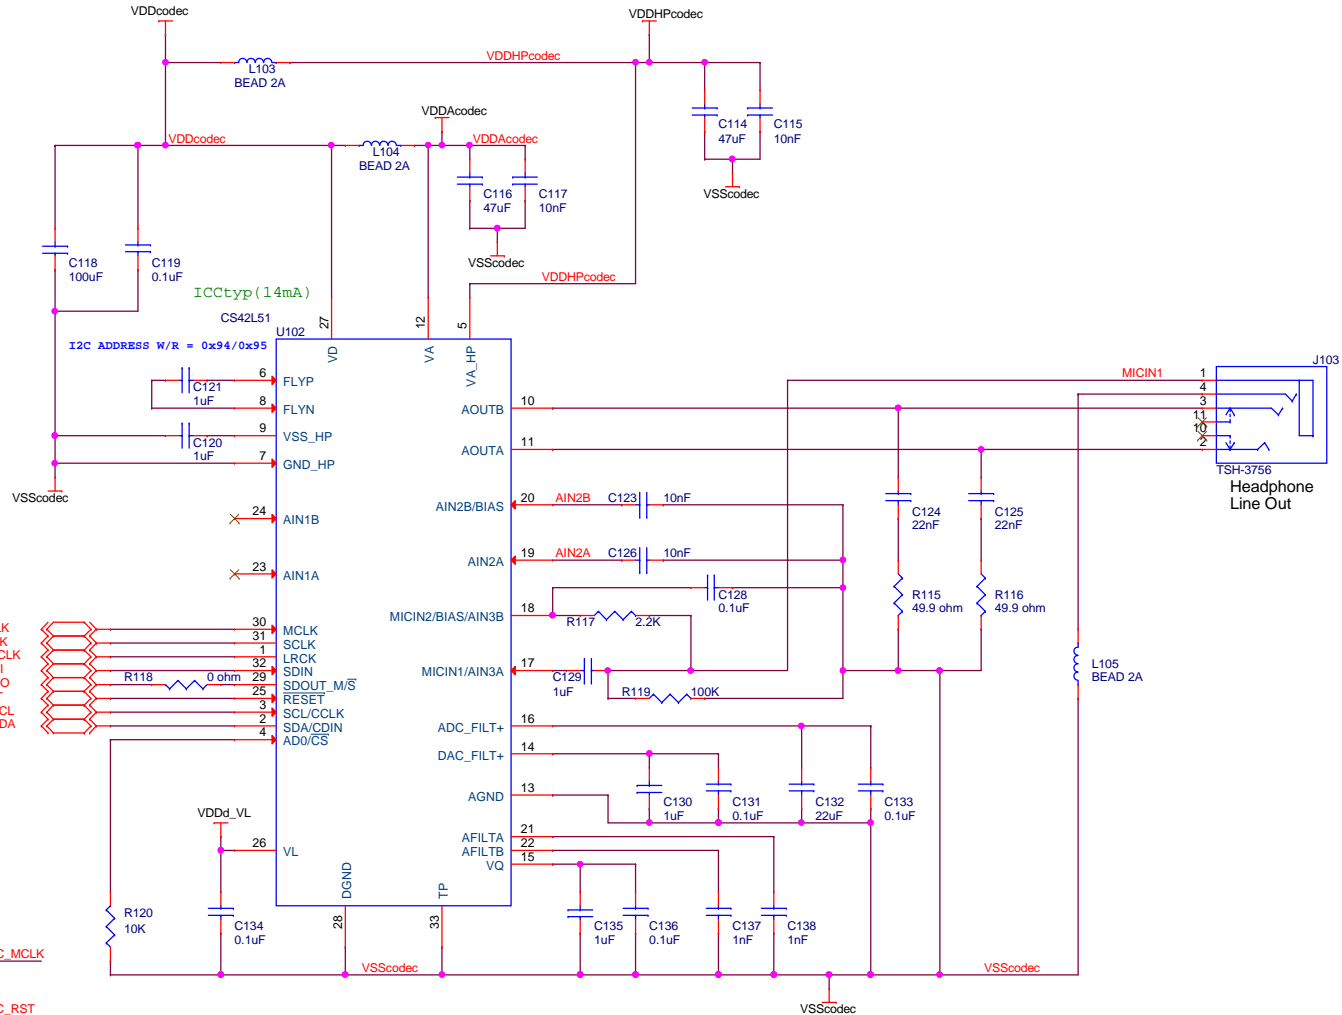 VDDcodec
VDDHPcodec
VDDHPcodec
L103
BEAD 2A
VDDAcodec
C114
47uF
C115
10nF
VDDcodec
VDDAcodec
L104
BEAD 2A
C116
47uF
C117
10nF
VSScodec
C118
100uF
C119
0.1uF
VSScodec
VDDHPcodec
ICCtyp(14mA)
CS42L51
U102
27
12
5
I2C ADDRESS W/R = 0x94/0x95
VD
VA
VA_HP
J103
6
FLYP
C121
1uF
8
FLYN
9
VSS_HP
C120
1uF
7
GND_HP
VSScodec
10
AOUTB
11
AOUTA
MICIN1
1
4
3
11
10
2
TSH-3756
Headphone
Line Out
20
AIN2B/BIAS
AIN2B
C123
10nF
24
AIN1B
C124
22nF
C125
22nF
19
AIN2A
AIN2A
C126
10nF
23
AIN1A
C128
0.1uF
R115
49.9 ohm
R116
49.9 ohm
18
MICIN2/BIAS/AIN3B
R117
2.2K
LK
K
CLK
I
O
T
CL
DA
30
MCLK
31
SCLK
1
LRCK
32
SDIN
R118
0 ohm
29
SDOUT_M/S
25
RESET
3
SCL/CCLK
2
SDA/CDIN
4
AD0/CS
17
MICIN1/AIN3A
C129
1uF
R119
100K
L105
BEAD 2A
16
ADC_FILT+
14
DAC_FILT+
13
AGND
C130
1uF
C131
0.1uF
C132
22uF
C133
0.1uF
VDDd_VL
26
VL
21
AFILTA
22
AFILTB
15
VQ
DGND
TP
28
33
R120
10K
C134
0.1uF
C135
1uF
C136
0.1uF
C137
1nF
C138
1nF
C_MCLK
VSScodec
VSScodec
C_RST
VSScodec